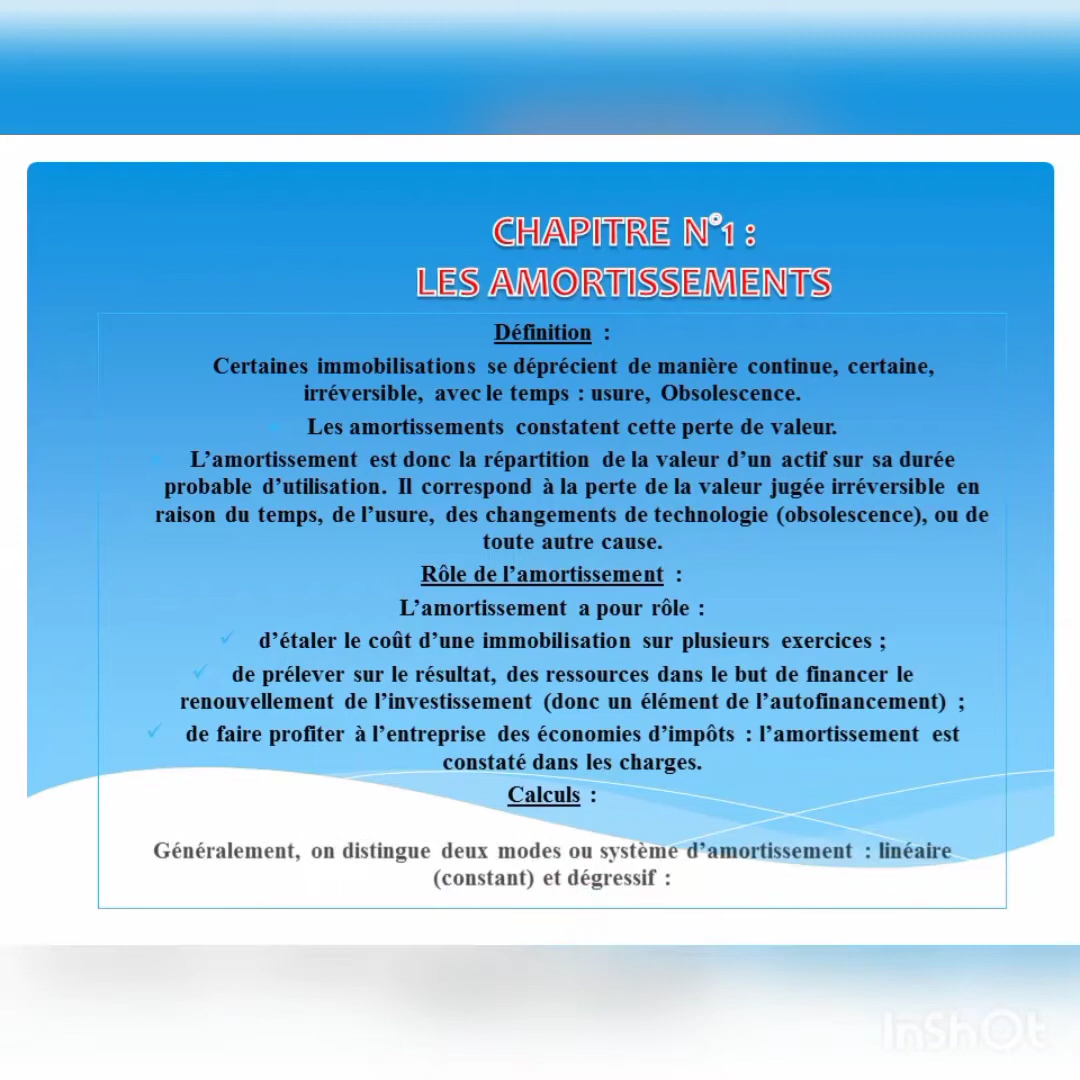 CHAPITRE N°1 :
LES AMORTISSEMENTS
Définition :
Certaines immobilisations se déprécient de manière continue, certaine,
irréversible, avec le temps : usure, Obsolescence.
Les amortissements constatent cette perte de valeur.
L’amortissement est donc la répartition de la valeur d’un actif sur sa durée
probable d’utilisation. Il correspond à la perte de la valeur jugée irréversible en
raison du temps, de l’usure, des changements de technologie (obsolescence), ou de
toute autre cause.
Rôle de l’amortissement :
L’amortissement a pour rôle :
✓ d’étaler le coût d’une immobilisation sur plusieurs exercices ;
✓ de prélever sur le résultat, des ressources dans le but de financer le
renouvellement de l’investissement (donc un élément de l’autofinancement) ;
✓ de faire profiter à l’entreprise des économies d’impôts : l’amortissement est
constaté dans les charges.
Calculs :
Généralement, on distingue deux modes ou système d’amortissement : linéaire
(constant) et dégressif :
InShOt